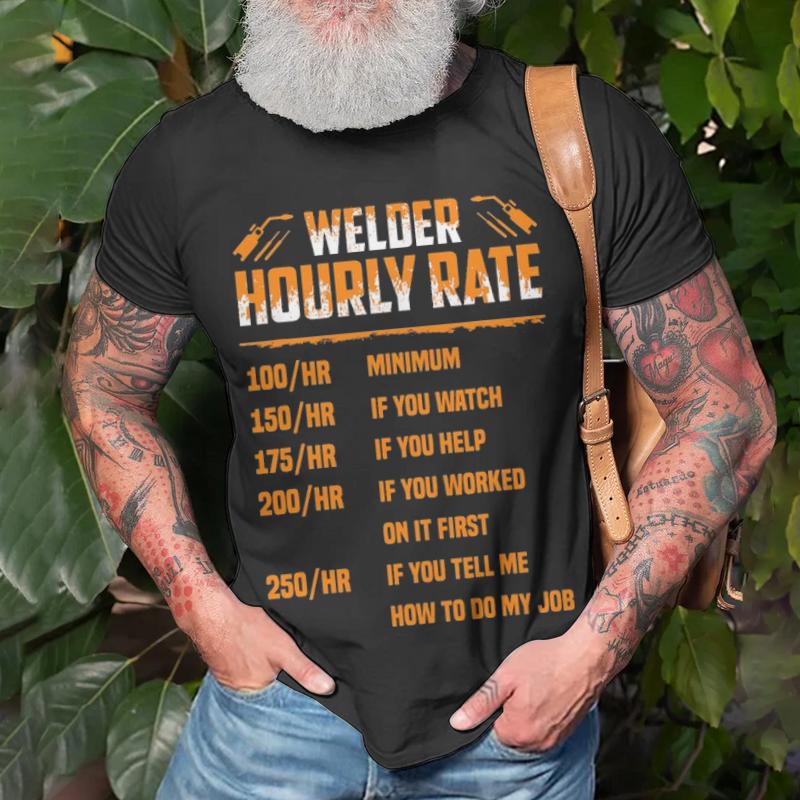 WELDER
HOURLY RATE
100/HR MINIMUM
150/HR IF YOU WATCH
175/HR IF YOU HELP
200/HR IF YOU WORKED
ON IT FIRST
250/HR IF YOU TELL ME
HOW TO DO MY JOB
Estuardo